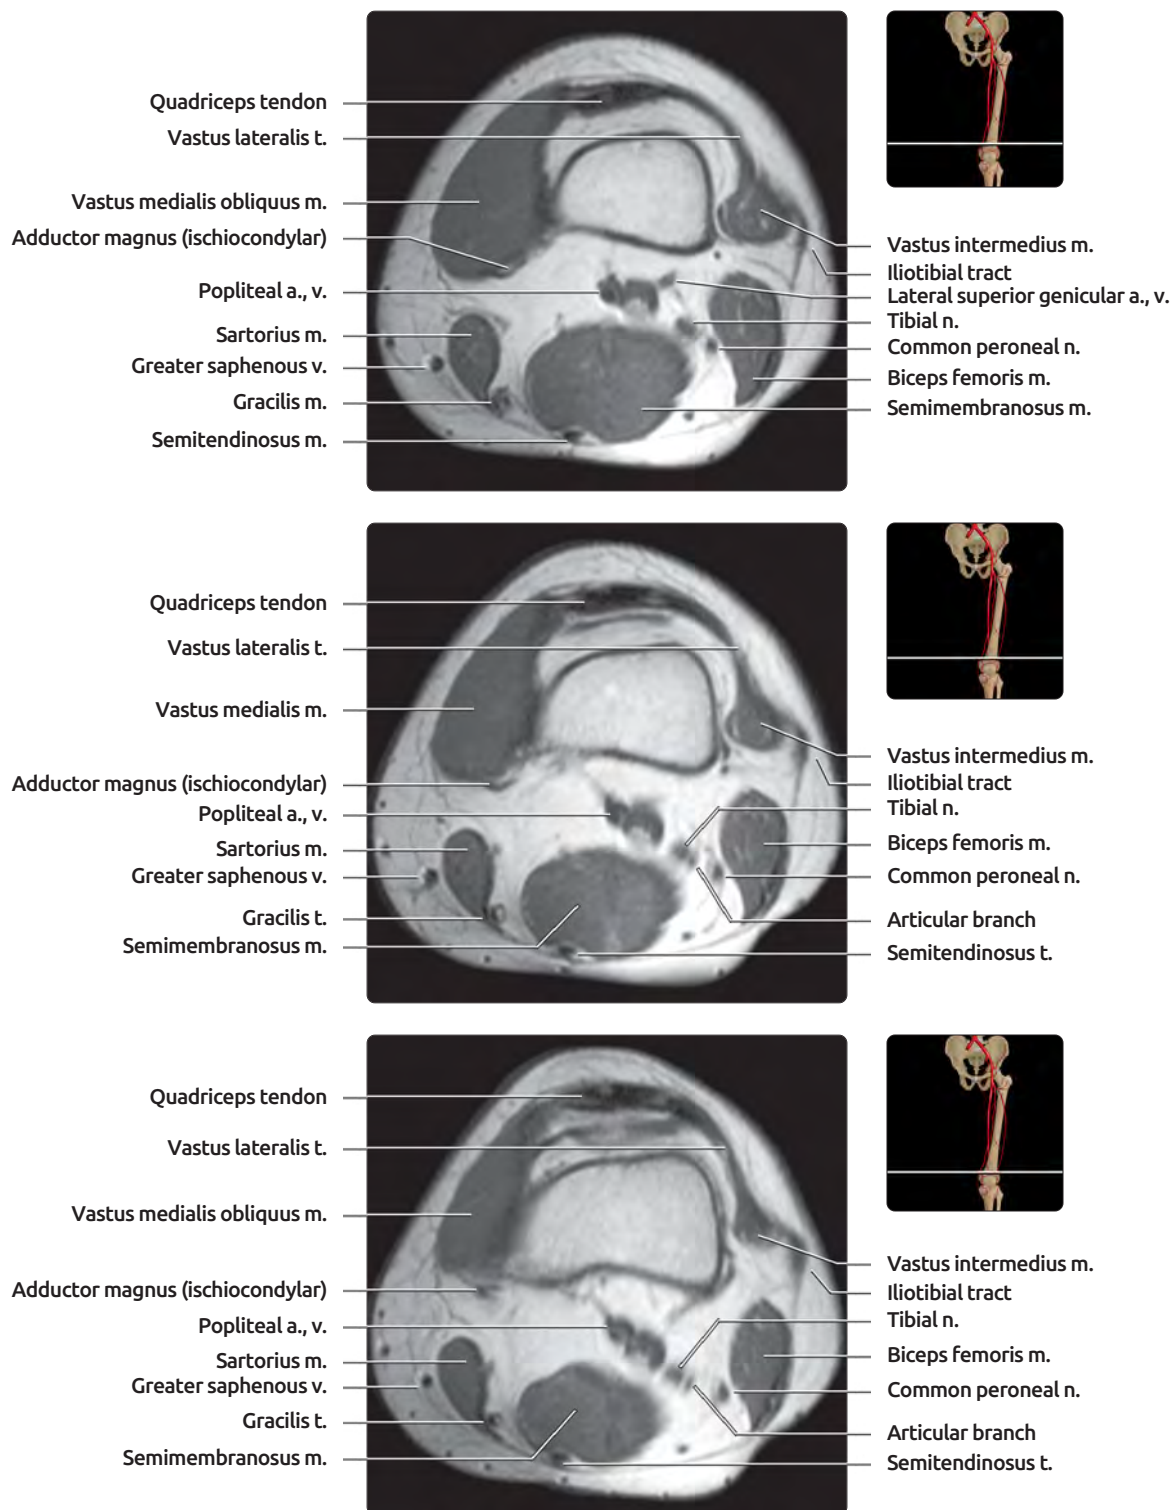 Quadriceps tendon
Vastus lateralis t.
Vastus medialis obliquus m.
Adductor magnus (ischiocondylar)
Popliteal a., v.
Sartorius m.
Greater saphenous v.
Gracilis m.
Semitendinosus m.
Vastus intermedius m.
Iliotibial tract
Lateral superior genicular a., v.
Tibial n.
Common peroneal n.
Biceps femoris m.
Semimembranosus m.
Quadriceps tendon
Vastus lateralis t.
Vastus medialis m.
Adductor magnus (ischiocondylar)
Popliteal a., v.
Sartorius m.
Greater saphenous v.
Gracilis t.
Semimembranosus m.
Vastus intermedius m.
Iliotibial tract
Tibial n.
Biceps femoris m.
Common peroneal n.
Articular branch
Semitendinosus t.
Quadriceps tendon
Vastus lateralis t.
Vastus medialis obliquus m.
Adductor magnus (ischiocondylar)
Popliteal a., v.
Sartorius m.
Greater saphenous v.
Gracilis t.
Semimembranosus m.
Vastus intermedius m.
Iliotibial tract
Tibial n.
Biceps femoris m.
Common peroneal n.
Articular branch
Semitendinosus t.